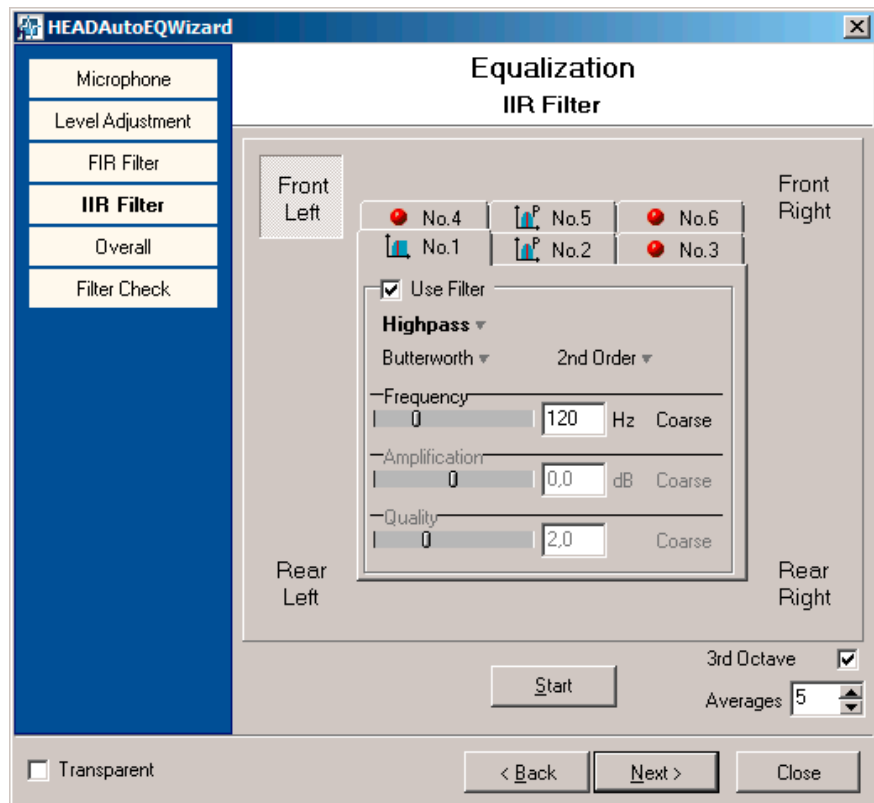 HEADAutoEQWizard
Microphone
Level Adjustment
FIR Filter
IIR Filter
Overall
Filter Check
Equalization
IIR Filter
Front
Left
Front
Right
No.4
No.5
No.6
No.1
No.2
No.3
Use Filter
Highpass
Butterworth
2nd Order
Frequency
120 Hz Coarse
Amplification
0,0 dB Coarse
Quality
2,0 Coarse
Rear
Left
Rear
Right
Start
3rd Octave
Averages 5
Transparent
< Back
Next >
Close